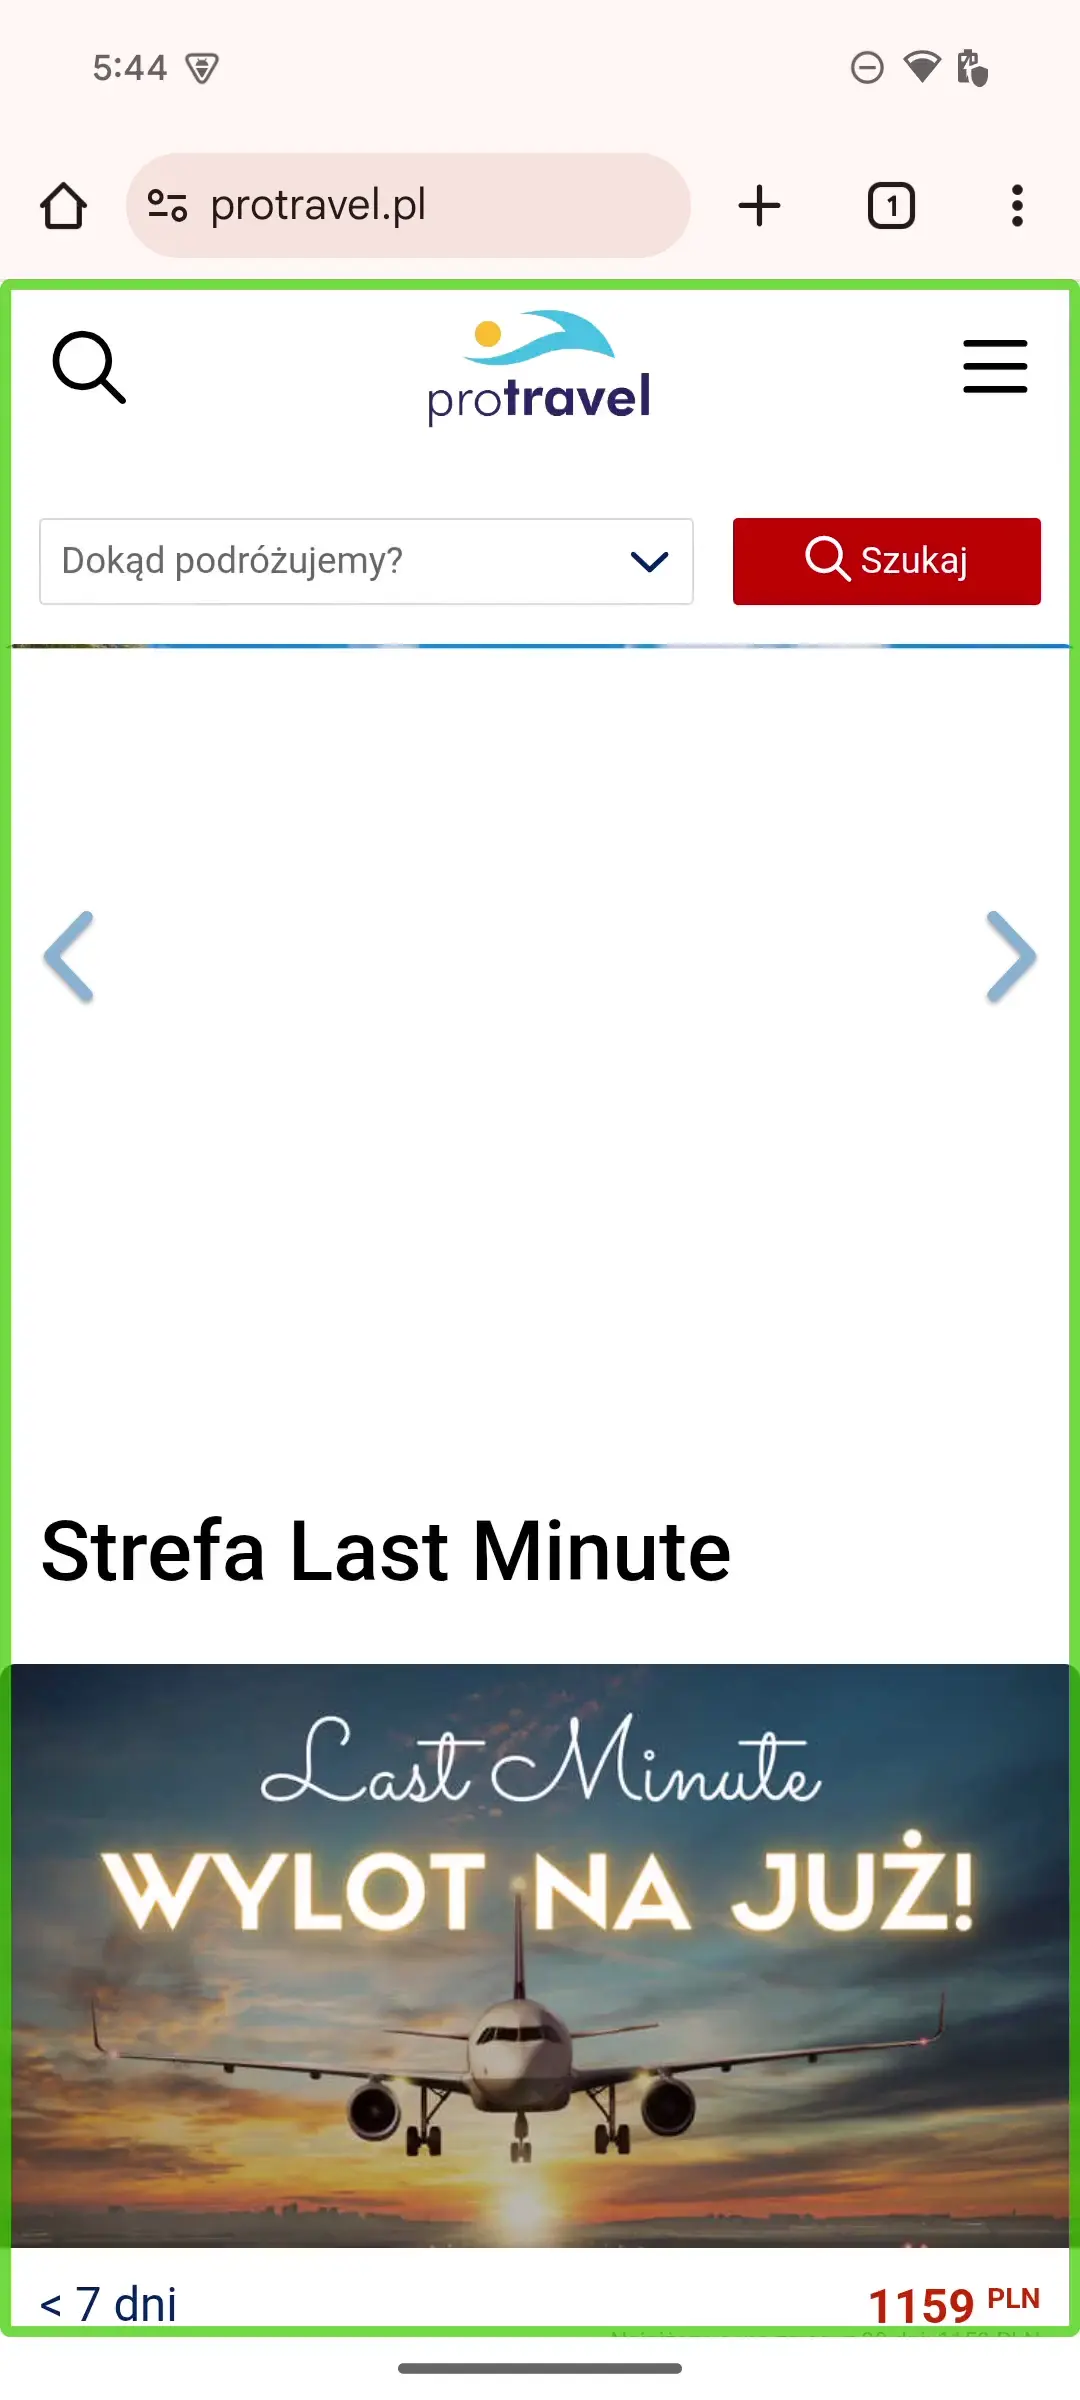 5:44
protravel.pl
1
protravel
Dokąd podróżujemy?
Szukaj
Strefa Last Minute
Last Minute
WYLOT NA JUŻ!
< 7 dni
1159 PLN